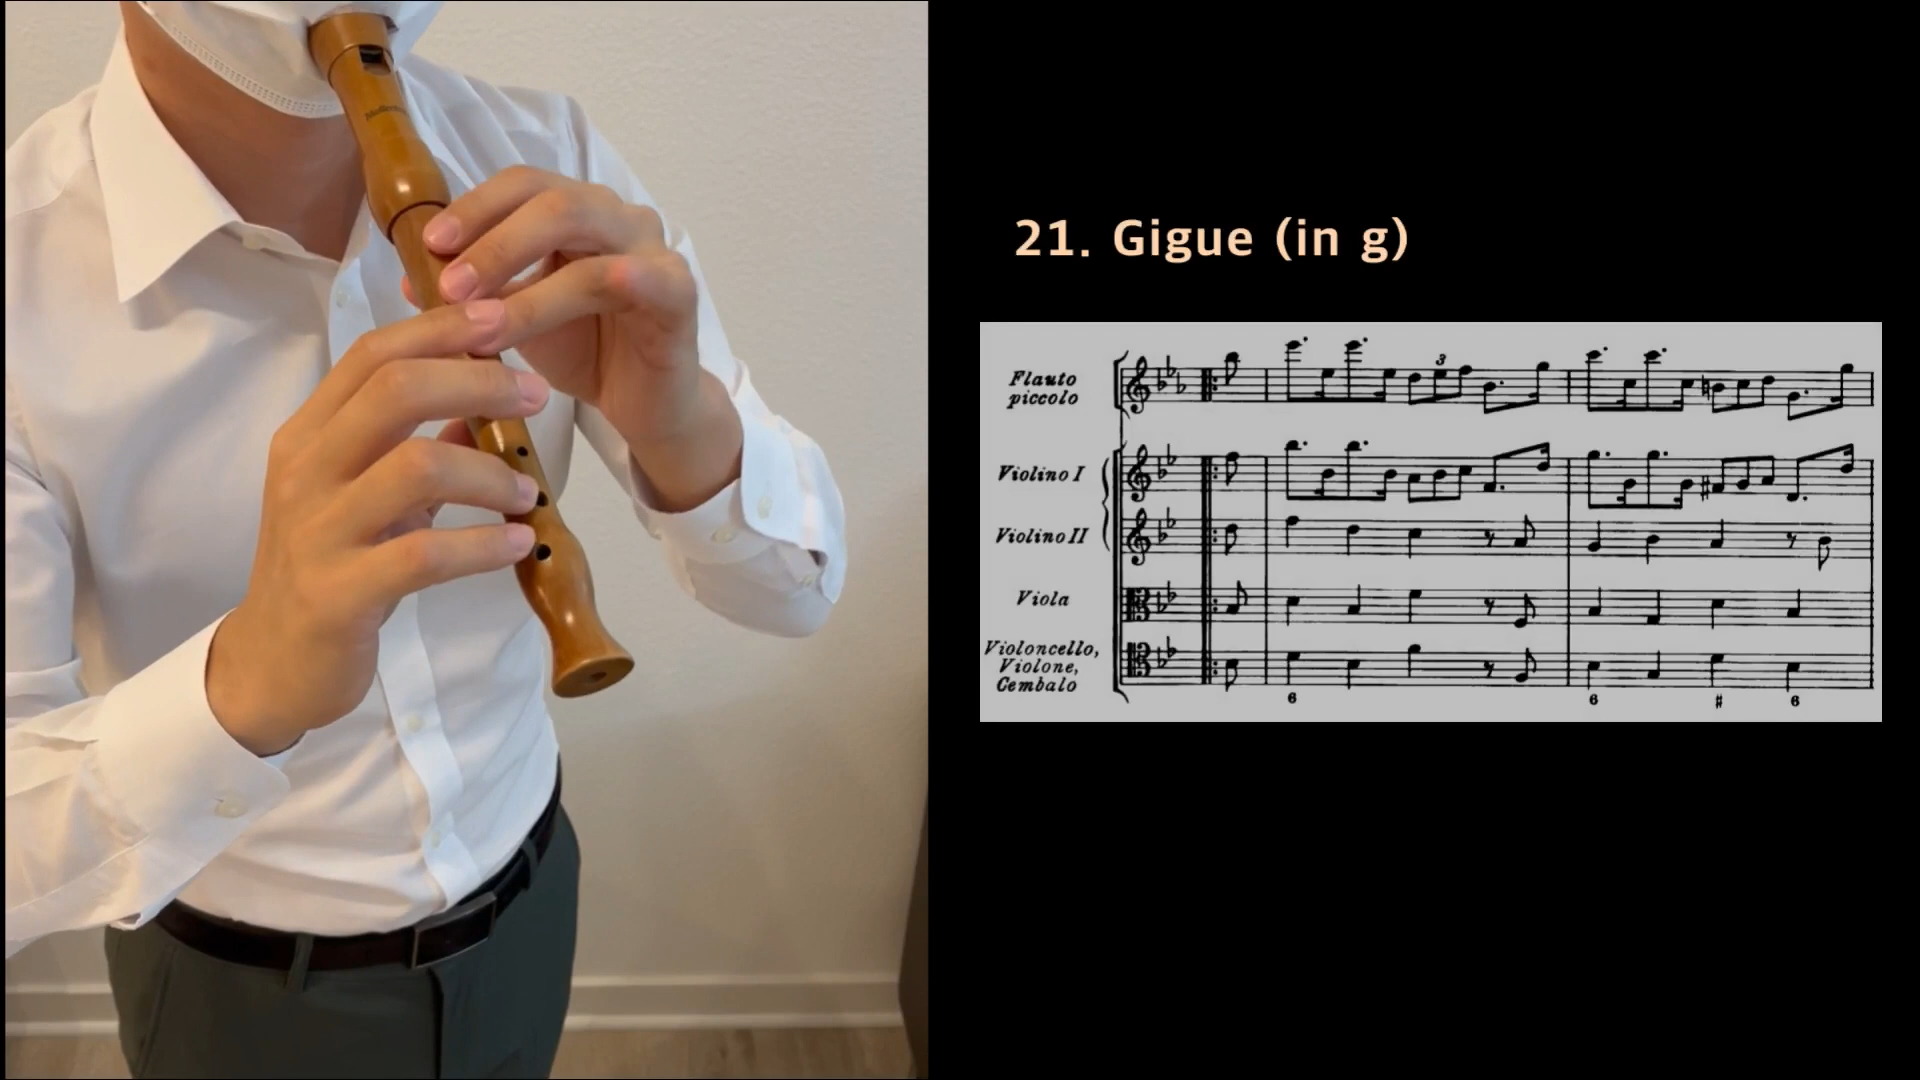 21. Gigue (in g)
Flauto
piccolo
3
Violino I
Violino II
Viola
Violoncello,
Violone,
Cembalo
6 6 # 6